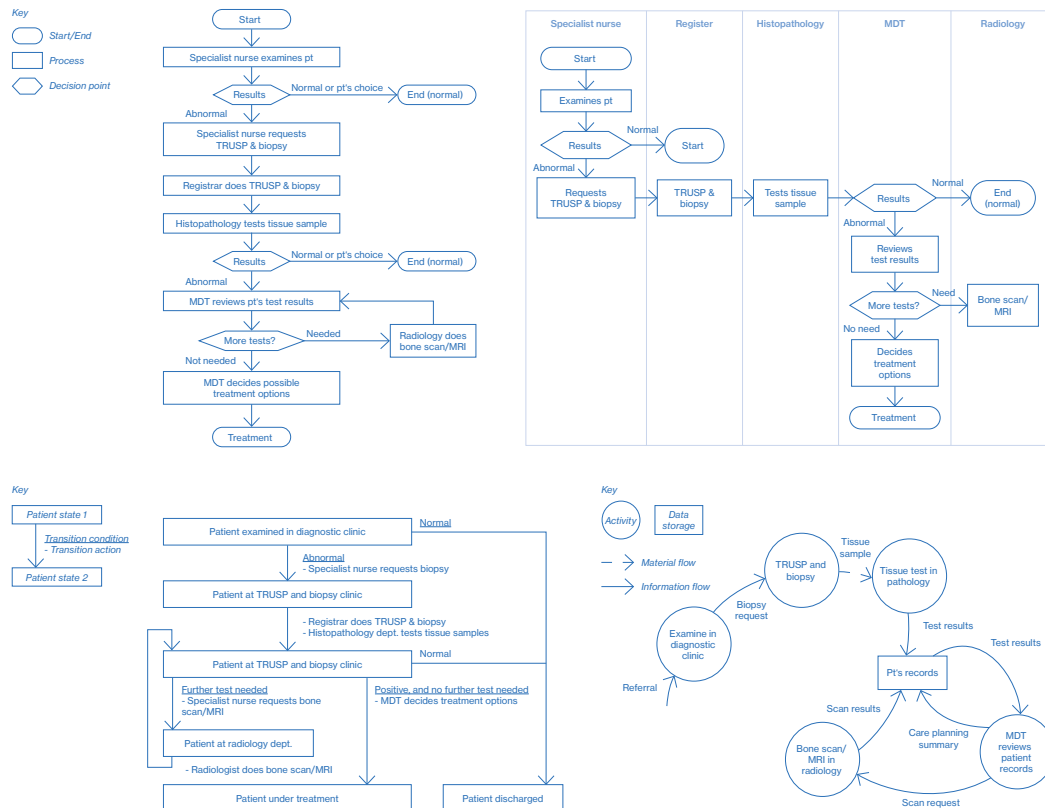 Key
Start/End
Process
Decision point
Start
Specialist nurse examines pt
Results
Normal or pt's choice
End (normal)
Abnormal
Specialist nurse requests
TRUSP & biopsy
Registrar does TRUSP & biopsy
Histopathology tests tissue sample
Results
Normal or pt's choice
End (normal)
Abnormal
MDT reviews pt's test results
More tests?
Needed
Radiology does
bone scan/MRI
Not needed
MDT decides possible
treatment options
Treatment
Specialist nurse
Register
Histopathology
MDT
Radiology
Start
Examines pt
Results
Normal
Start
Abnormal
Requests
TRUSP & biopsy
TRUSP &
biopsy
Tests tissue
sample
Results
Normal
End
(normal)
Abnormal
Reviews
test results
More tests?
Need
Bone scan/
MRI
No need
Decides
treatment
options
Treatment
Key
Patient state 1
Transition condition
- Transition action
Patient state 2
Patient examined in diagnostic clinic
Normal
Abnormal
- Specialist nurse requests biopsy
Patient at TRUSP and biopsy clinic
- Registrar does TRUSP & biopsy
- Histopathology dept. tests tissue samples
Patient at TRUSP and biopsy clinic
Normal
Further test needed
- Specialist nurse requests bone
scan/MRI
Positive, and no further test needed
- MDT decides treatment options
Patient at radiology dept.
- Radiologist does bone scan/MRI
Patient under treatment
Patient discharged
Key
Activity
Data
storage
Material flow
Information flow
Referral
Examine in
diagnostic
clinic
Biopsy
request
TRUSP and
biopsy
Tissue
sample
Tissue test in
pathology
Test results
Pt's records
Test results
Scan results
Care planning
summary
Bone scan/
MRI in
radiology
MDT
reviews
patient
records
Scan request